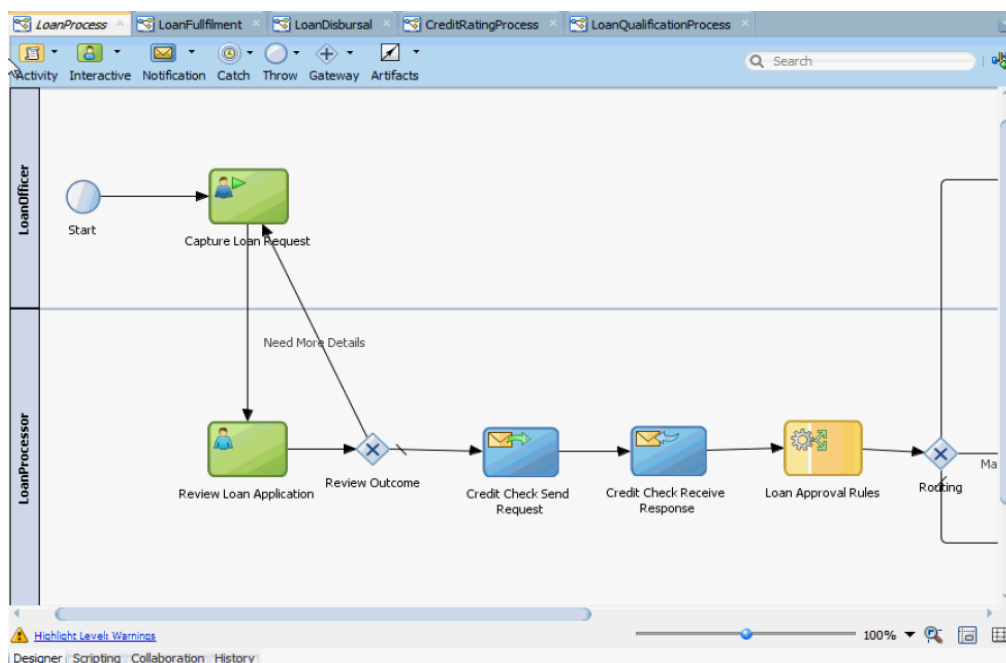 LoanProcess LoanFullfilment LoanDisbursal CreditRatingProcess LoanQualificationProcess
Activity Interactive Notification Catch Throw Gateway Artifacts Search
LoanOfficer
Start
Capture Loan Request
LoanProcessor
Need More Details
Review Loan Application
Review Outcome
Credit Check Send
Request
Credit Check Receive
Response
Loan Approval Rules
Routing
Ma
Highlight Level: Warnings
100%
Designer Scripting Collaboration History